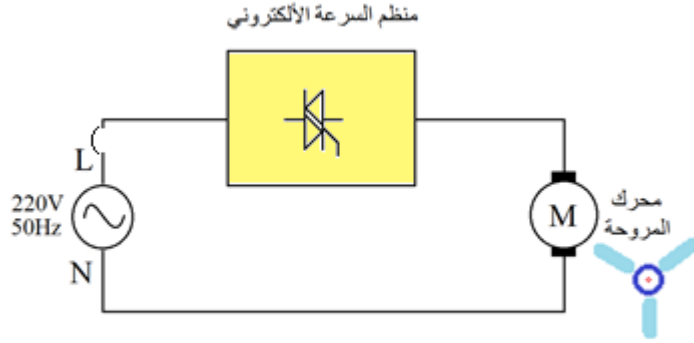 منظم السرعة الألكتروني
L
220V
50Hz
N
M
محرك
المروحة